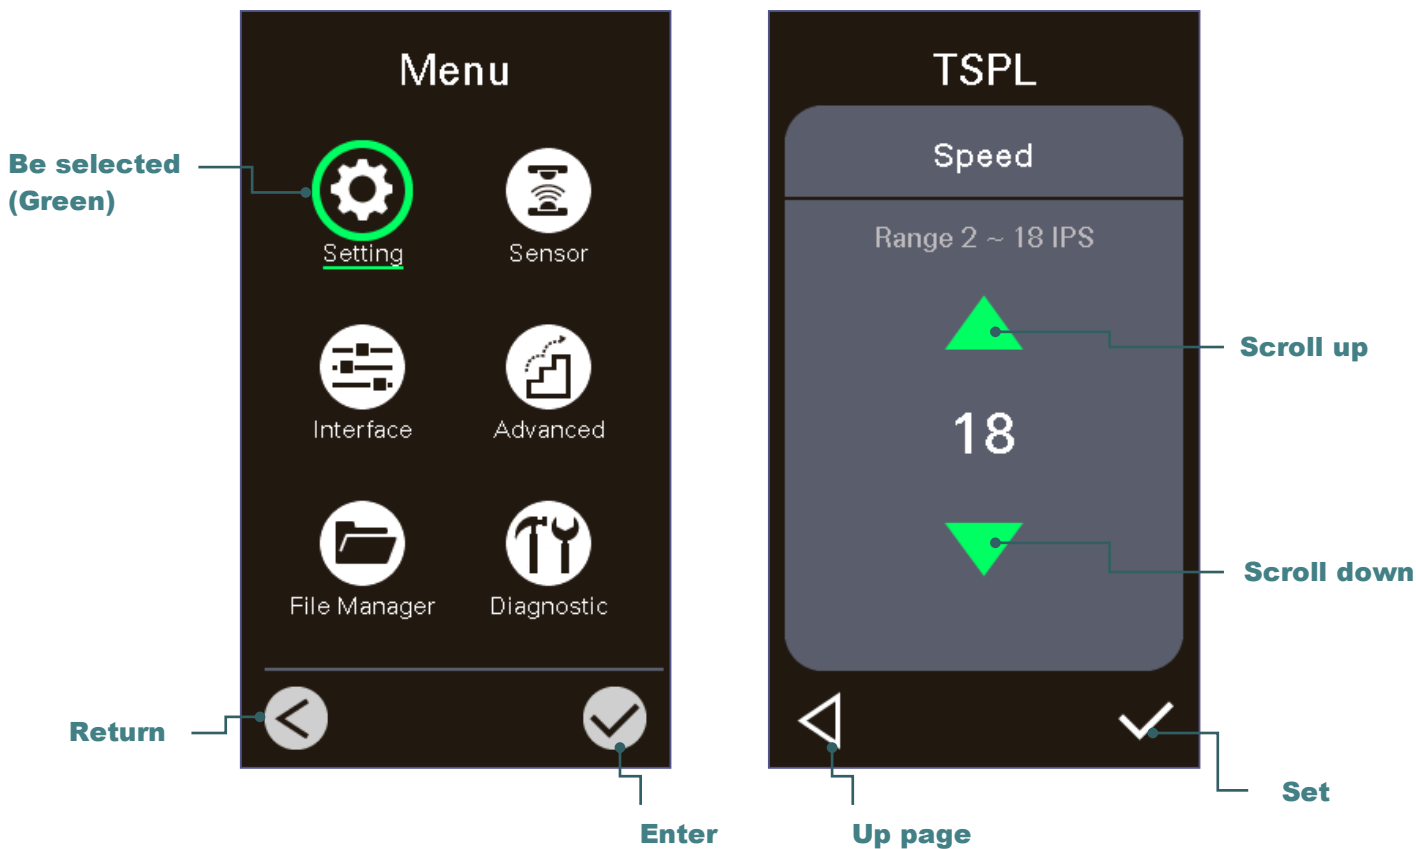 Menu
Be selected
(Green)
Setting
Sensor
Interface
Advanced
File Manager
Diagnostic
Return
Enter
TSPL
Speed
Range 2 ~ 18 IPS
Scroll up
18
Scroll down
Set
Up page